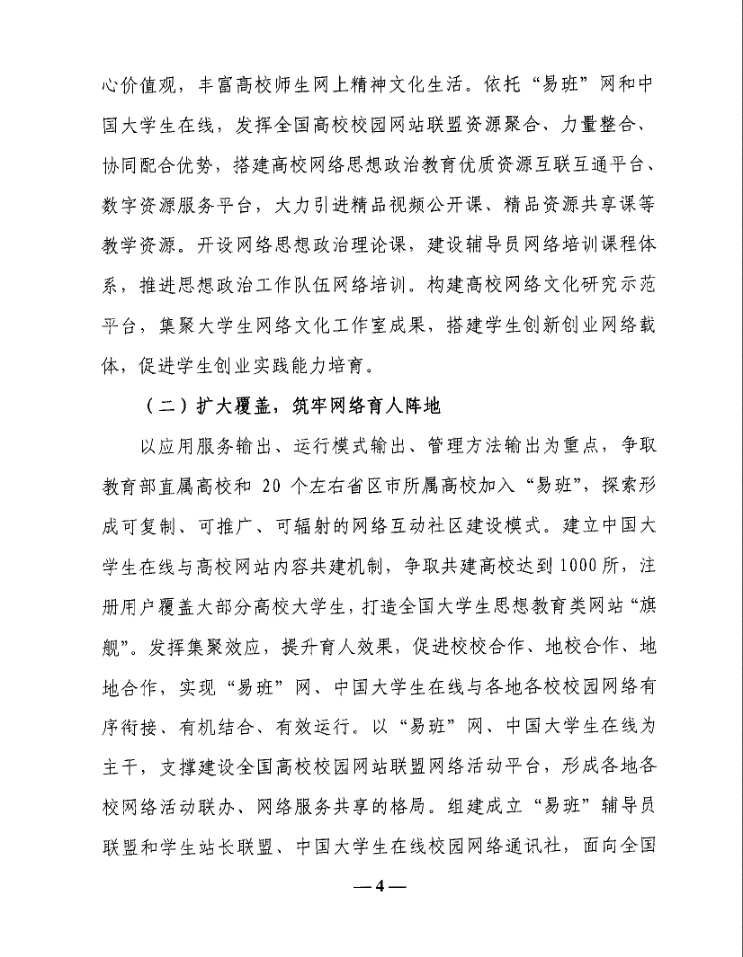 心价值观，丰富高校师生网上精神文化生活。依托“易班”网和中
国大学生在线，发挥全国高校校园网站联盟资源聚合、力量整合、
协同配合优势，搭建高校网络思想政治教育优质资源互联互通平台、
数字资源服务平台，大力引进精品视频公开课、精品资源共享课等
教学资源。开设网络思想政治理论课，建设辅导员网络培训课程体
系，推进思想政治工作队伍网络培训。构建高校网络文化研究示范
平台，集聚大学生网络文化工作室成果，搭建学生创新创业网络载
体，促进学生创业实践能力培育。
（二）扩大覆盖，筑牢网络育人阵地
以应用服务输出、运行模式输出、管理方法输出为重点，争取
教育部直属高校和 20 个左右省区市所属高校加入“易班”，探索形
成可复制、可推广、可辐射的网络互动社区建设模式。建立中国大
学生在线与高校网站内容共建机制，争取共建高校达到 1000 所，注
册用户覆盖大部分高校大学生，打造全国大学生思想教育类网站“旗
舰”。发挥集聚效应，提升育人效果，促进校校合作、地校合作、地
地合作，实现“易班”网、中国大学生在线与各地各校校园网络有
序衔接、有机结合、有效运行。以“易班”网、中国大学生在线为
主干，支撑建设全国高校校园网站联盟网络活动平台，形成各地各
校网络活动联办、网络服务共享的格局。组建成立“易班”辅导员
联盟和学生站长联盟、中国大学生在线校园网络通讯社，面向全国
— 4 —